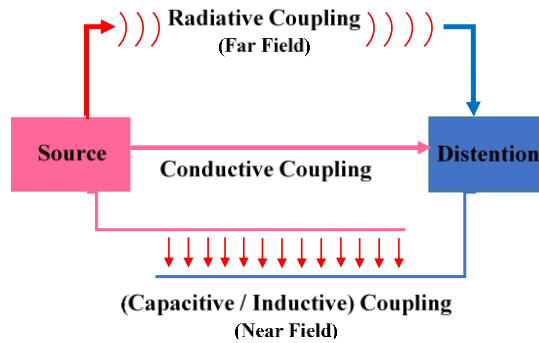 Radiative Coupling
(Far Field)
Source
Distention
Conductive Coupling
(Capacitive / Inductive) Coupling
(Near Field)